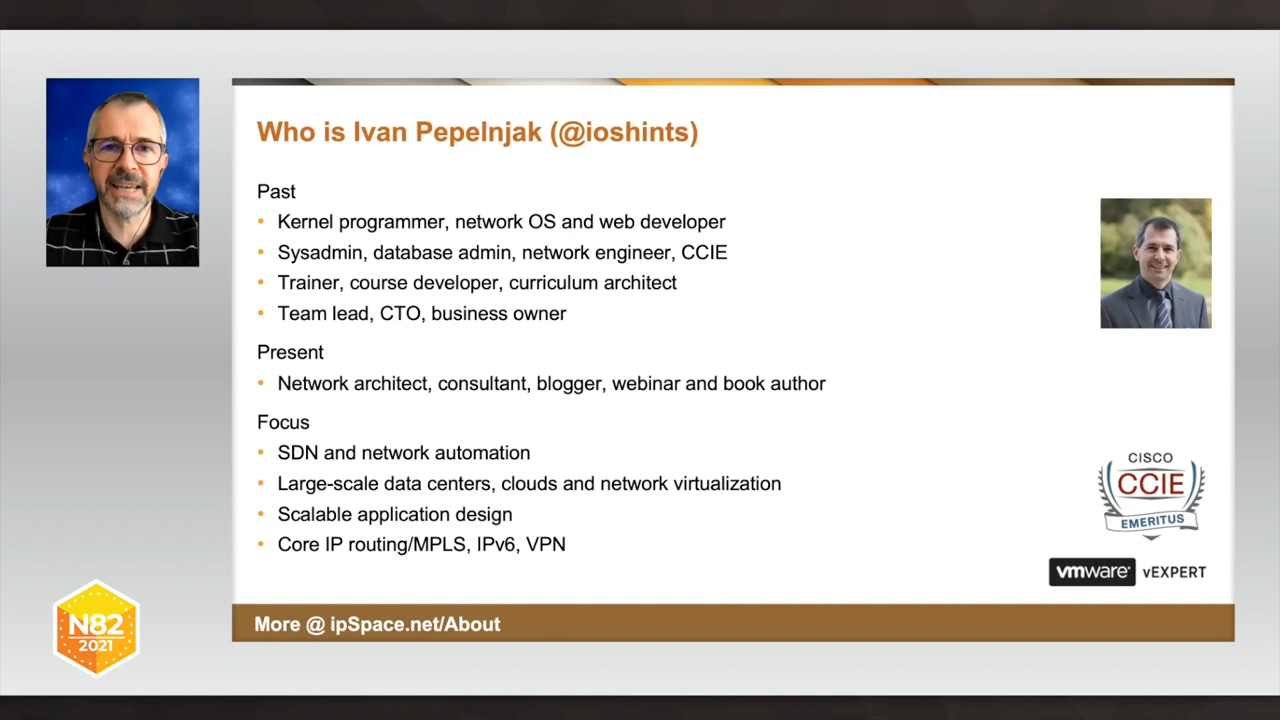 Who is Ivan Pepelnjak (@ioshints)
Past
• Kernel programmer, network OS and web developer
• Sysadmin, database admin, network engineer, CCIE
• Trainer, course developer, curriculum architect
• Team lead, CTO, business owner
Present
• Network architect, consultant, blogger, webinar and book author
Focus
• SDN and network automation
• Large-scale data centers, clouds and network virtualization
• Scalable application design
• Core IP routing/MPLS, IPv6, VPN
CISCO
CCIE
EMERITUS
vmware vEXPERT
More @ ipSpace.net/About
N82
2021